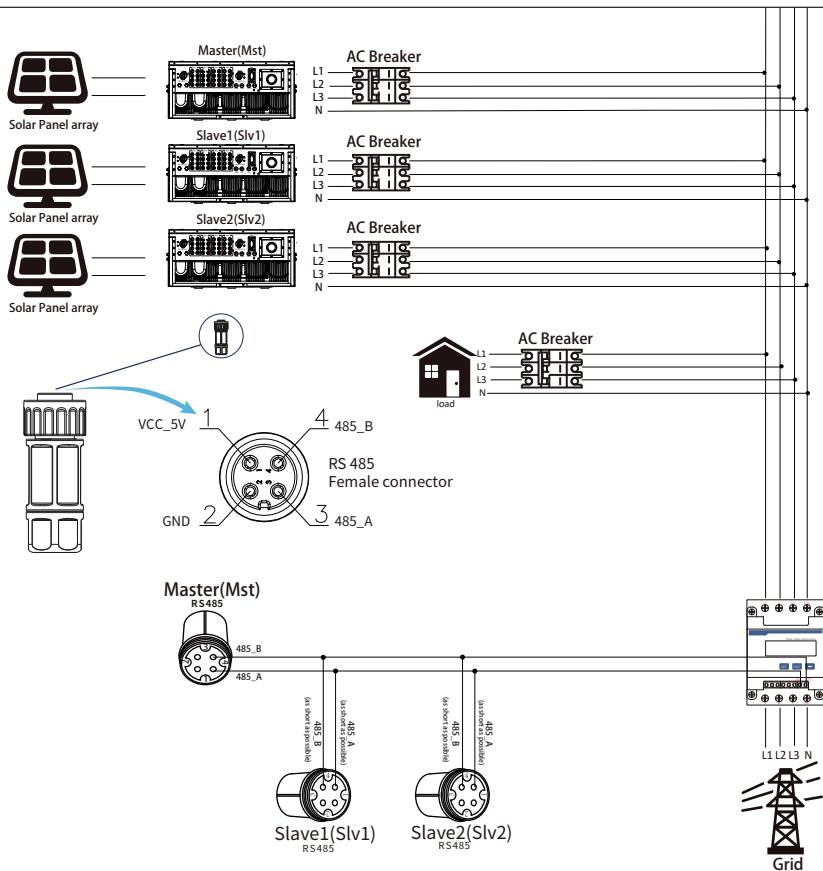 Master(Mst)
AC Breaker
L1
L2
L3
N
Solar Panel array
Slave1(Slv1)
AC Breaker
L1
L2
L3
N
Solar Panel array
Slave2(Slv2)
AC Breaker
L1
L2
L3
N
Solar Panel array
AC Breaker
L1
L2
L3
N
load
VCC_5V 1
4 485_B
1 4
2 3
RS 485
Female connector
GND 2
3 485_A
Master(Mst)
RS485
485_B
485_A
485_B
(as short as possible)
485_A
(as short as possible)
485_B
(as short as possible)
485_A
(as short as possible)
L1 L2 L3 N
Slave1(Slv1)
RS485
Slave2(Slv2)
RS485
Grid